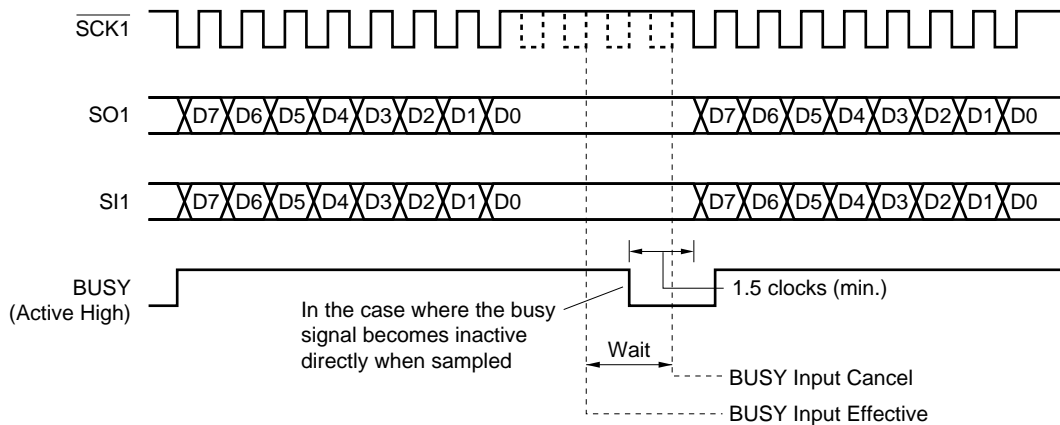 SCK1
SO1 D7 D6 D5 D4 D3 D2 D1 D0 D7 D6 D5 D4 D3 D2 D1 D0
SI1 D7 D6 D5 D4 D3 D2 D1 D0 D7 D6 D5 D4 D3 D2 D1 D0
BUSY
(Active High)
1.5 clocks (min.)
In the case where the busy
signal becomes inactive
directly when sampled
Wait
BUSY Input Cancel
BUSY Input Effective